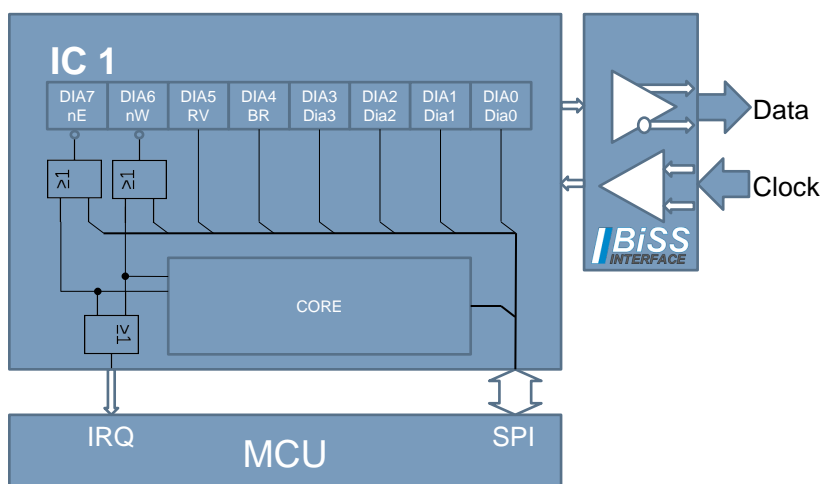 IC 1
DIA7 DIA6 DIA5 DIA4 DIA3 DIA2 DIA1 DIA0
nE nW RV BR Dia3 Dia2 Dia1 Dia0
Data
≥1 ≥1
Clock
BiSS
INTERFACE
CORE
≥1
IRQ SPI
MCU